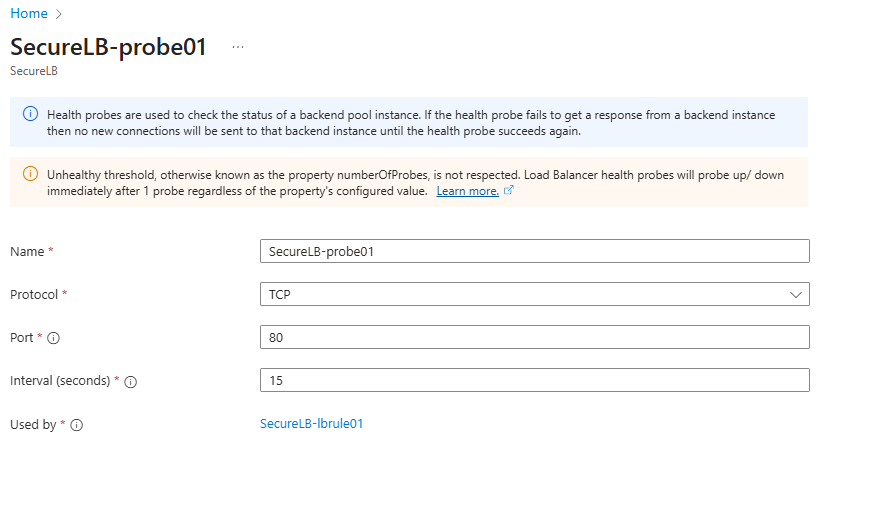 Home
SecureLB-probe01 ...
SecureLB
Health probes are used to check the status of a backend pool instance. If the health probe fails to get a response from a backend instance
then no new connections will be sent to that backend instance until the health probe succeeds again.
Unhealthy threshold, otherwise known as the property numberOfProbes, is not respected. Load Balancer health probes will probe up/ down
immediately after 1 probe regardless of the property's configured value. Learn more.
Name * SecureLB-probe01
Protocol * TCP
Port * 80
Interval (seconds) * 15
Used by * SecureLB-lbrule01